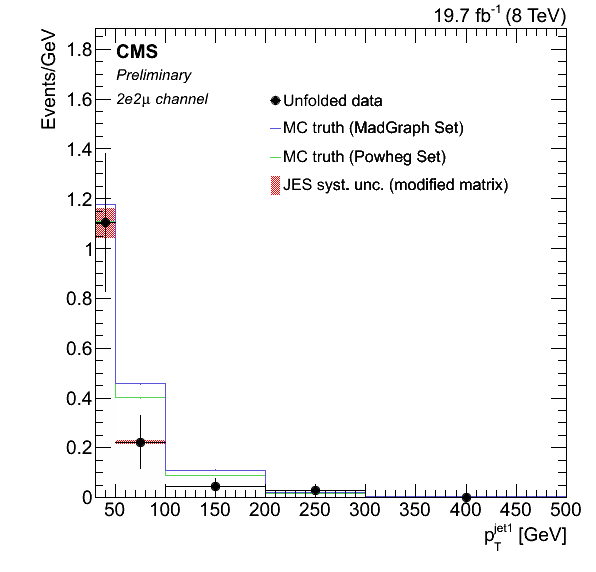 19.7 fb⁻¹ (8 TeV)
Events/GeV
CMS
Preliminary
2e2μ channel
Unfolded data
MC truth (MadGraph Set)
MC truth (Powheg Set)
JES syst. unc. (modified matrix)
1.8
1.6
1.4
1.2
1
0.8
0.6
0.4
0.2
0
50 100 150 200 250 300 350 400 450 500
p_T^jet1 [GeV]